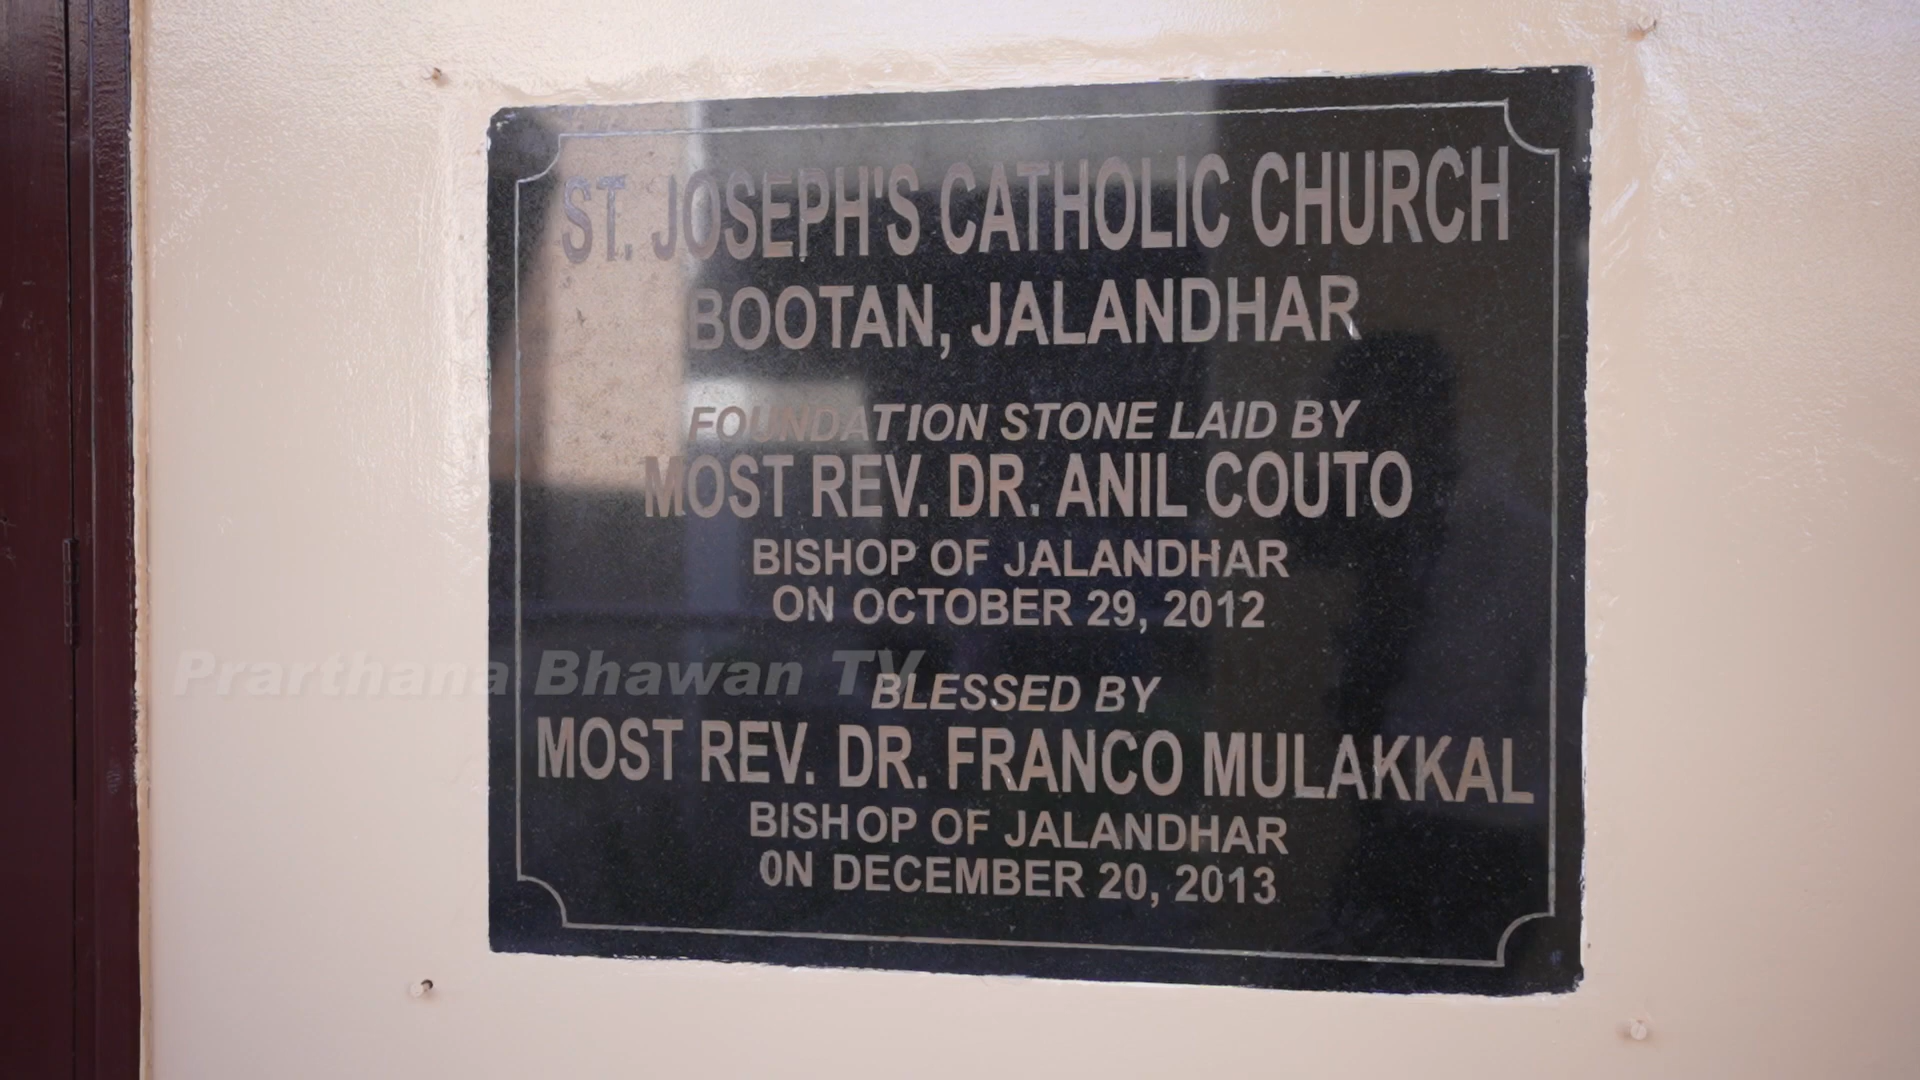 ST. JOSEPH'S CATHOLIC CHURCH
BOOTAN, JALANDHAR
FOUNDATION STONE LAID BY
MOST REV. DR. ANIL COUTO
BISHOP OF JALANDHAR
ON OCTOBER 29, 2012
Prarthana Bhawan TV
BLESSED BY
MOST REV. DR. FRANCO MULAKKAL
BISHOP OF JALANDHAR
ON DECEMBER 20, 2013